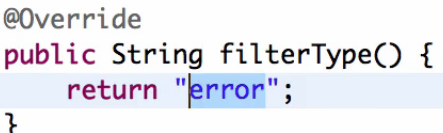 @Override
public String filterType() {
    return "error";
}